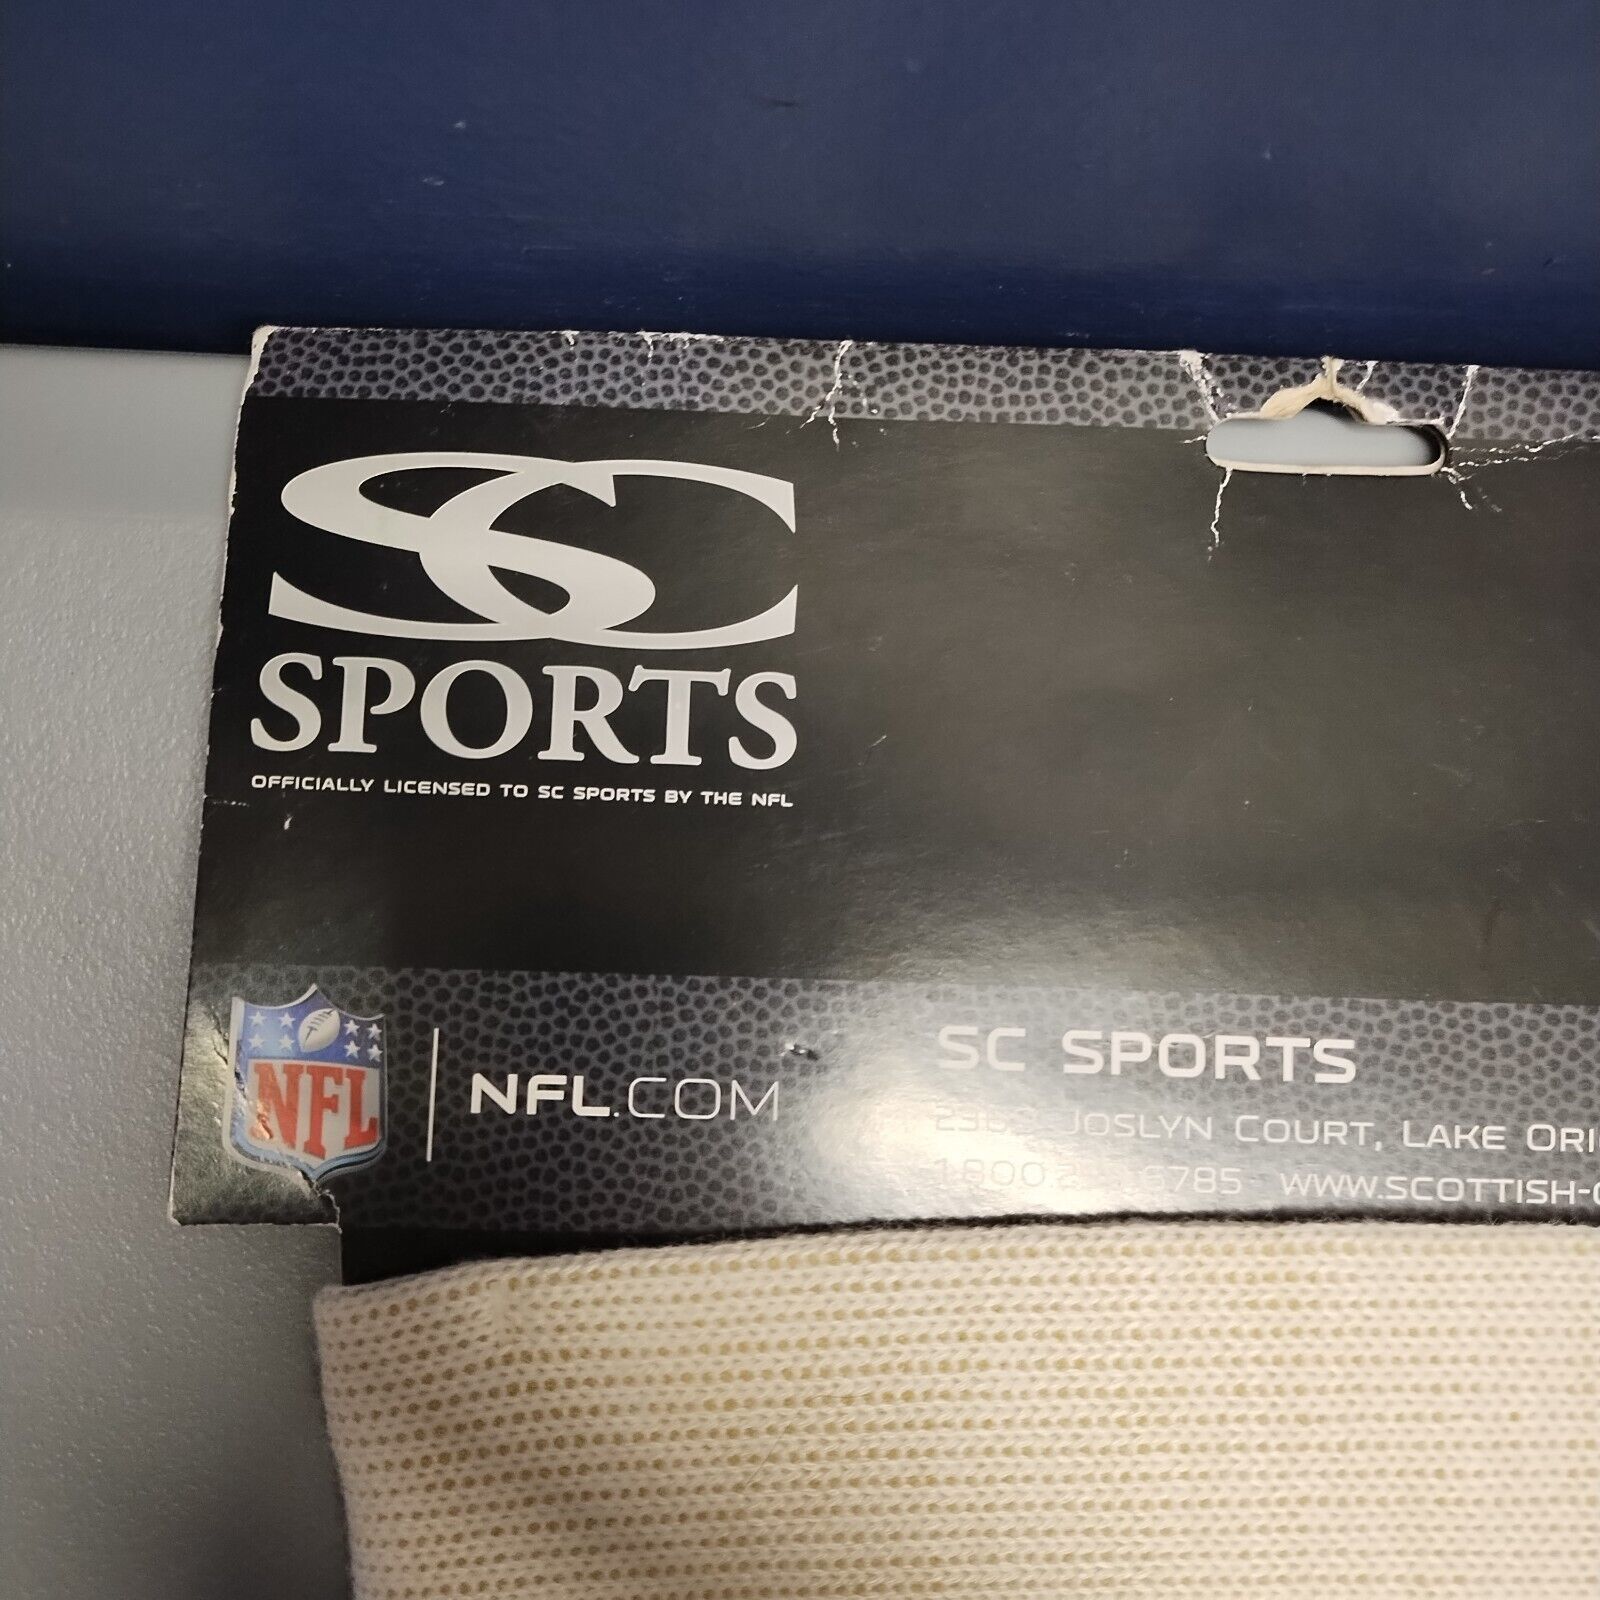 SC
SPORTS
OFFICIALLY LICENSED TO SC SPORTS BY THE NFL
NFL
NFL.COM
SC SPORTS
JOSLYN COURT, LAKE ORI
6785 WWW.SCOTTISH-